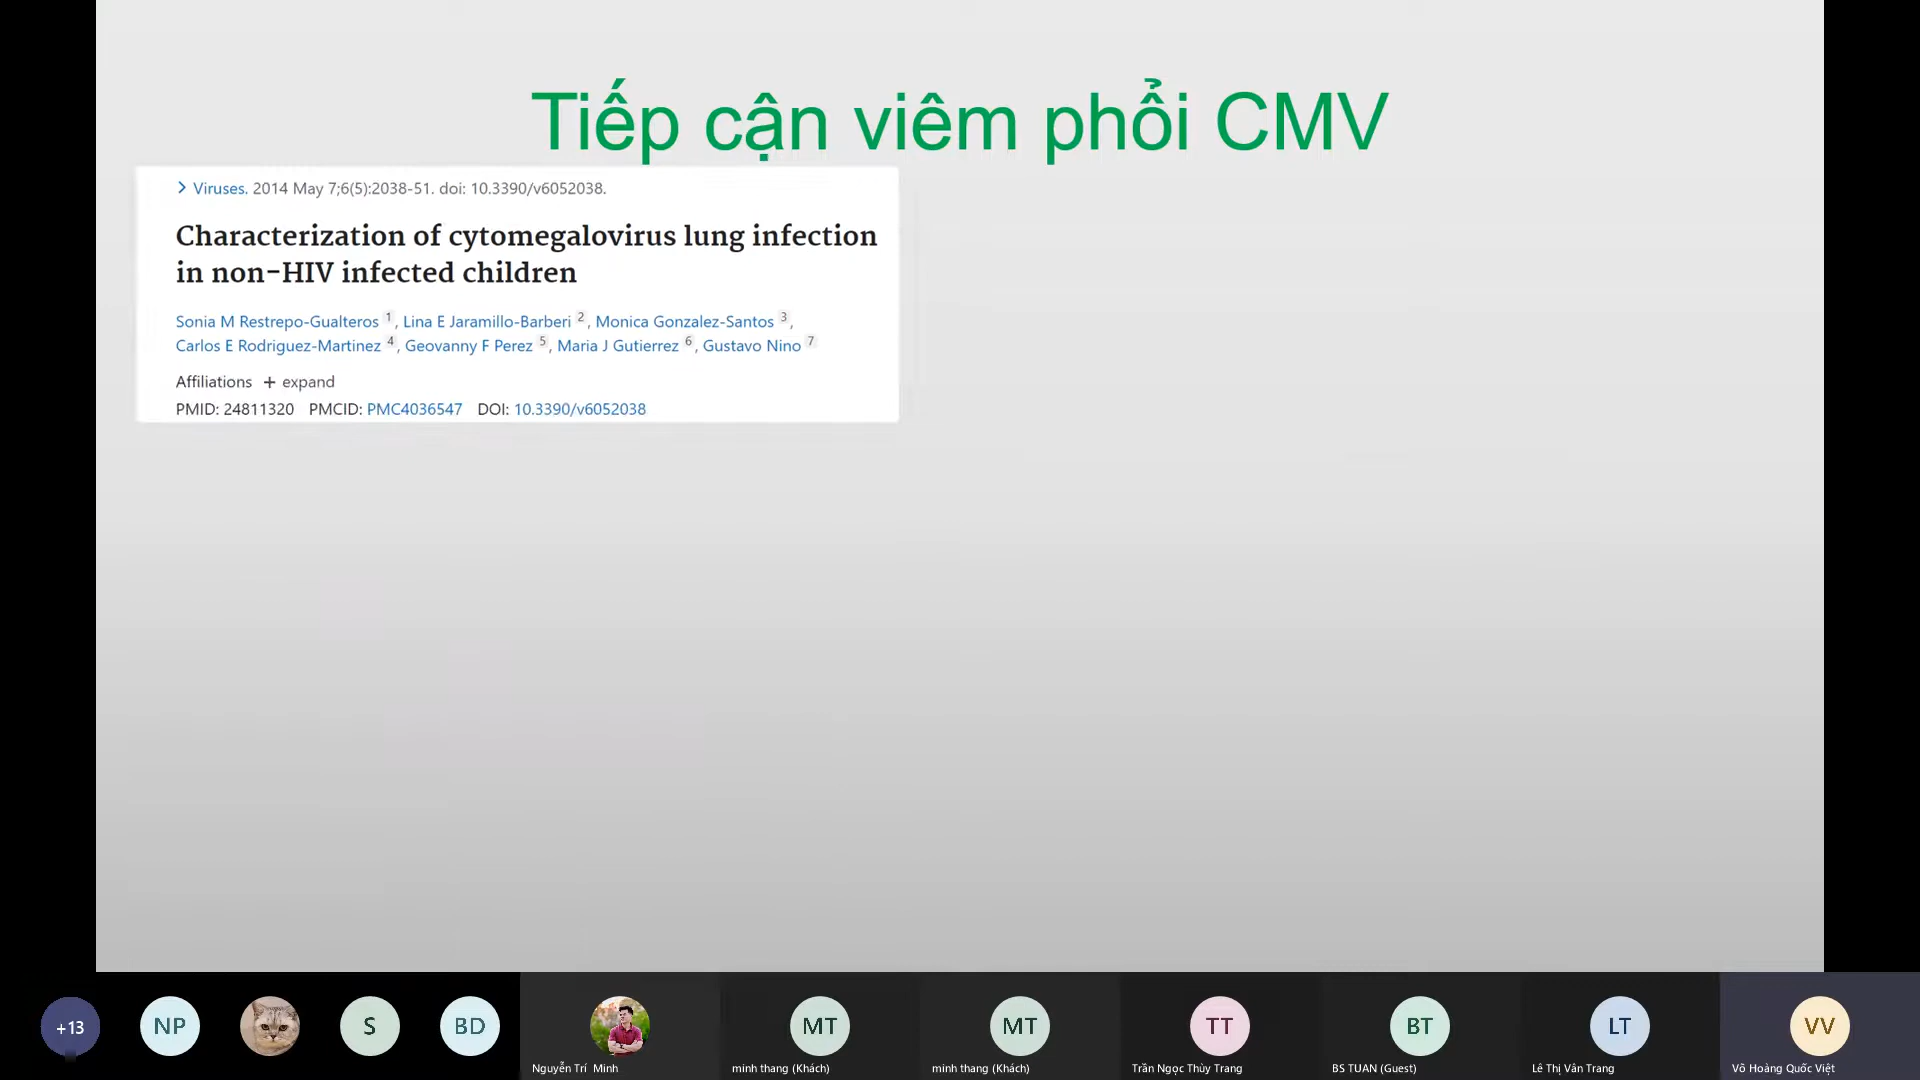 Tiếp cận viêm phổi CMV
> Viruses. 2014 May 7;6(5):2038-51. doi: 10.3390/v6052038.
Characterization of cytomegalovirus lung infection
in non-HIV infected children
Sonia M Restrepo-Gualteros 1, Lina E Jaramillo-Barberi 2, Monica Gonzalez-Santos 3,
Carlos E Rodriguez-Martinez 4, Geovanny F Perez 5, Maria J Gutierrez 6, Gustavo Nino 7
Affiliations + expand
PMID: 24811320 PMCID: PMC4036547 DOI: 10.3390/v6052038
+13 NP S BD MT MT TT BT LT VV
Nguyễn Trí Minh minh thang (Khách) minh thang (Khách) Trần Ngọc Thùy Trang BS TUAN (Guest) Lê Thị Vân Trang Võ Hoàng Quốc Việt